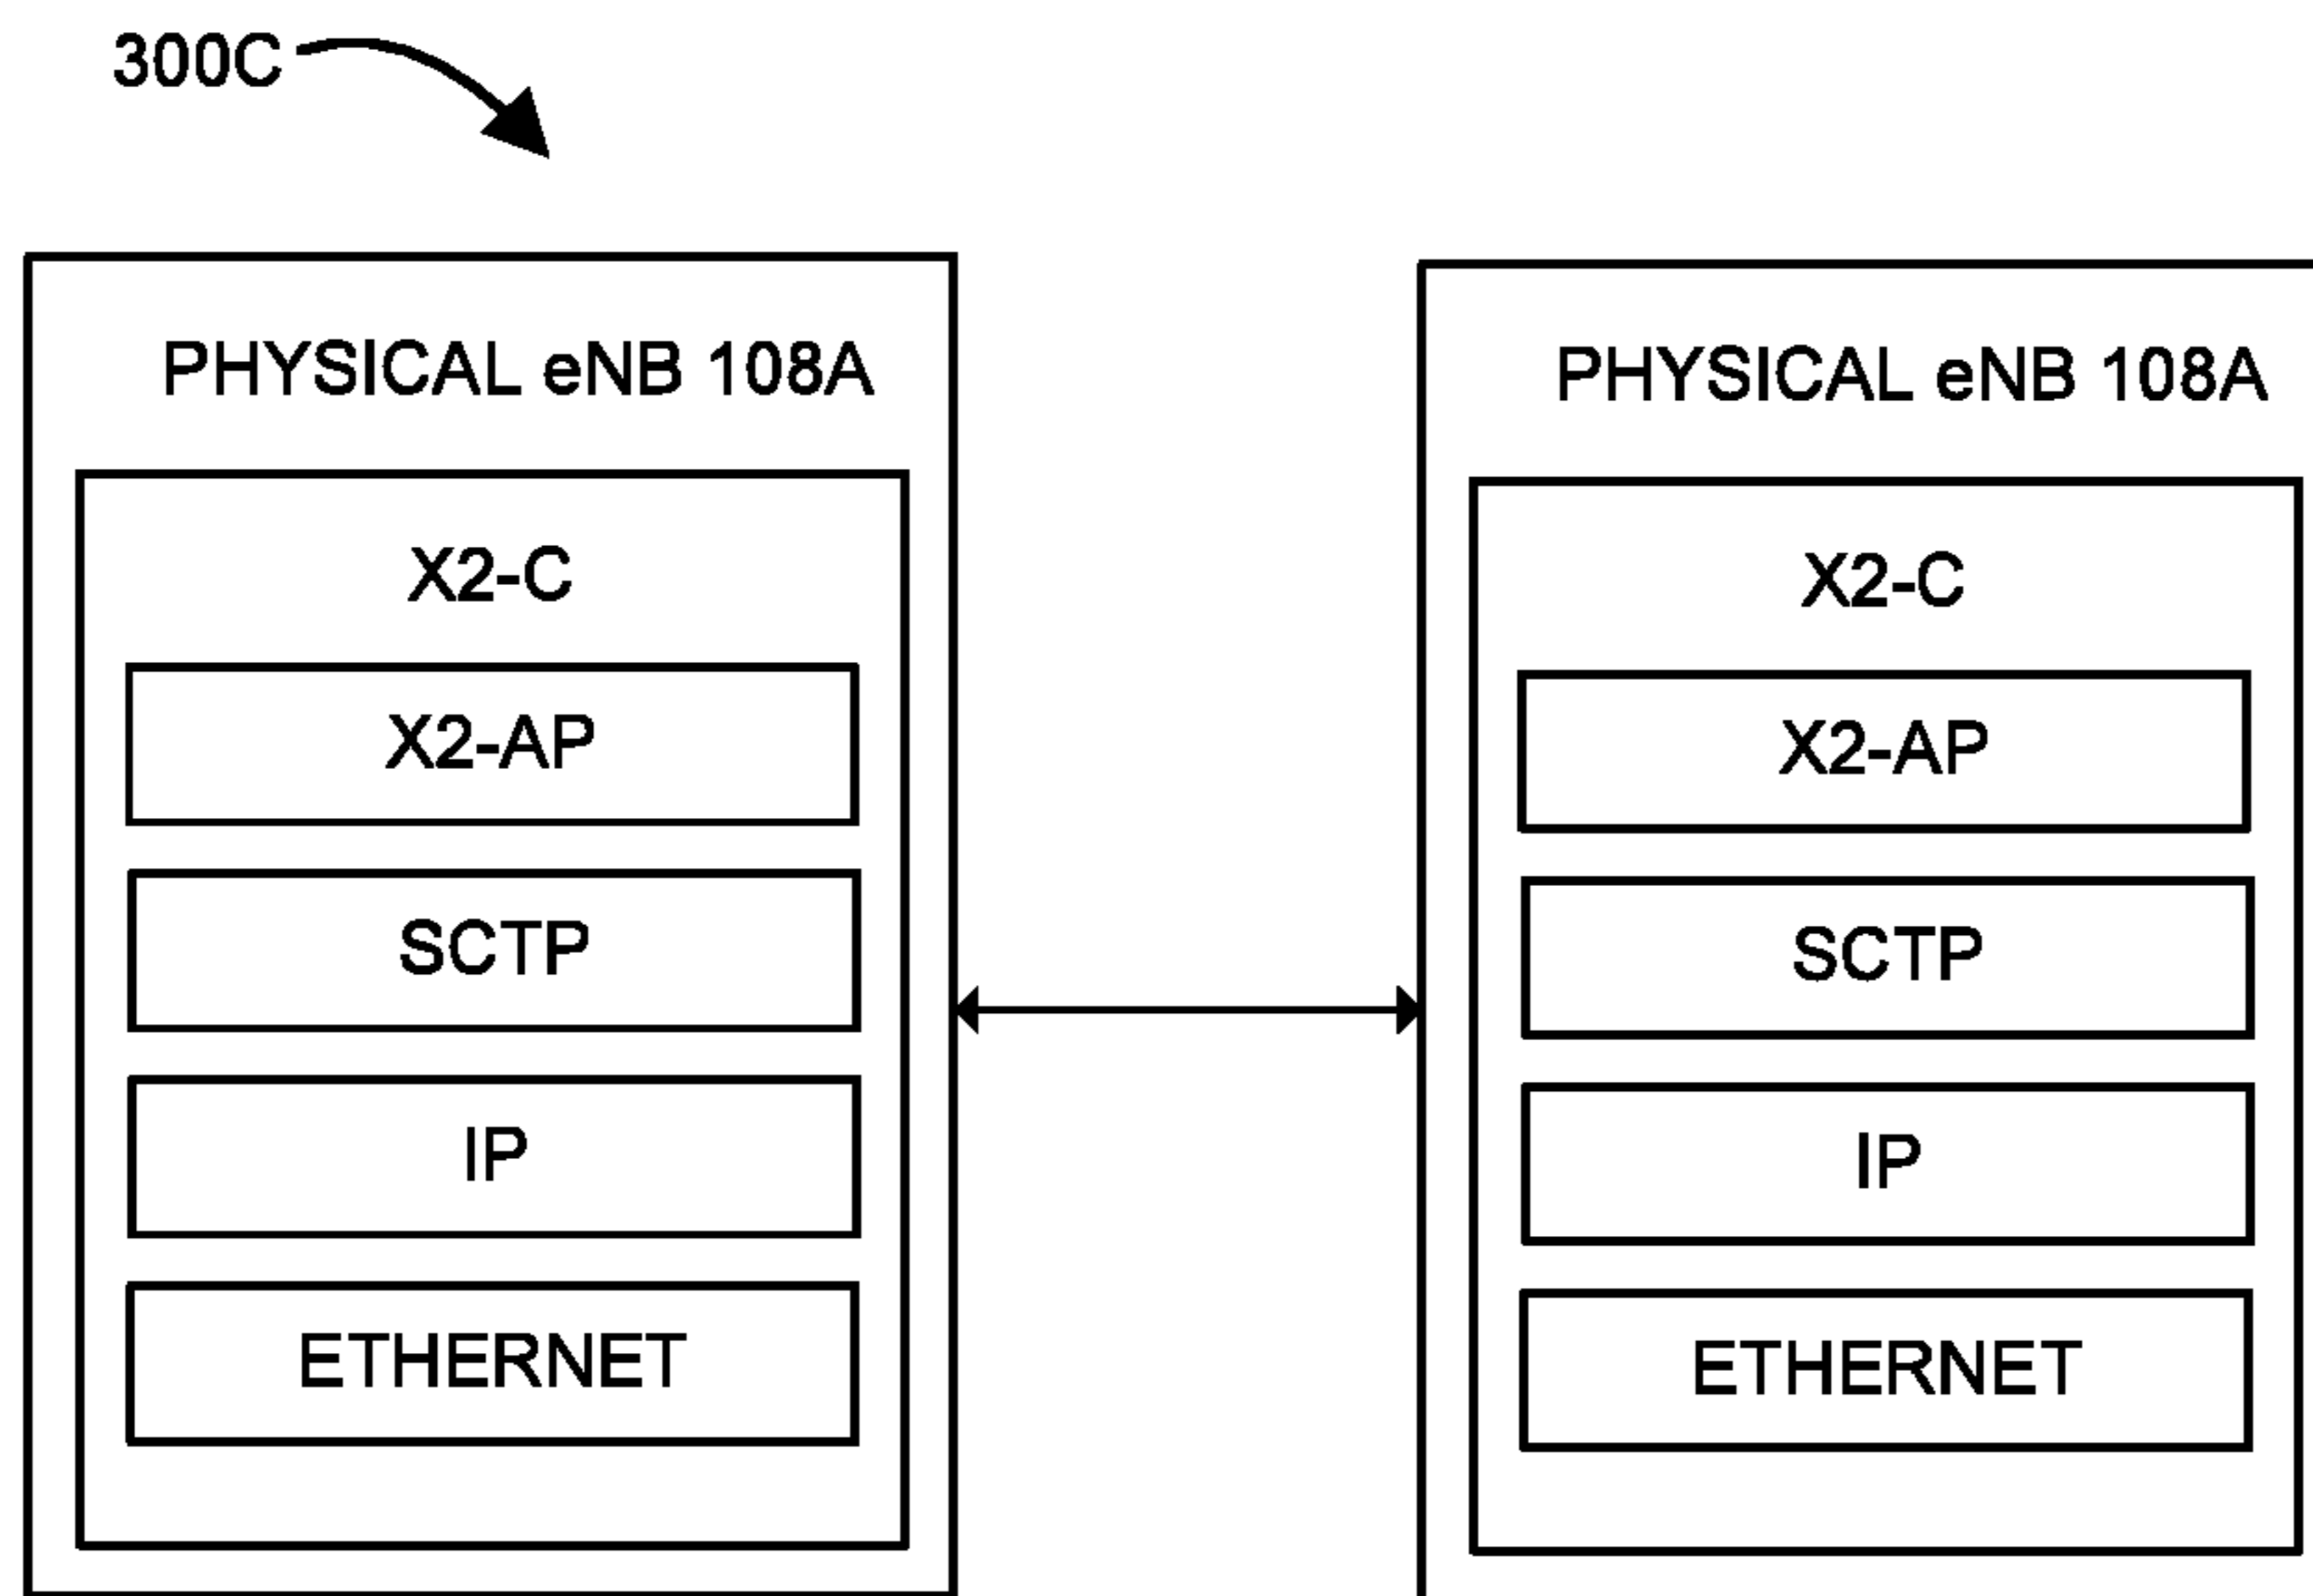 300C
PHYSICAL eNB 108A
X2-C
X2-AP
SCTP
IP
ETHERNET
PHYSICAL eNB 108A
X2-C
X2-AP
SCTP
IP
ETHERNET